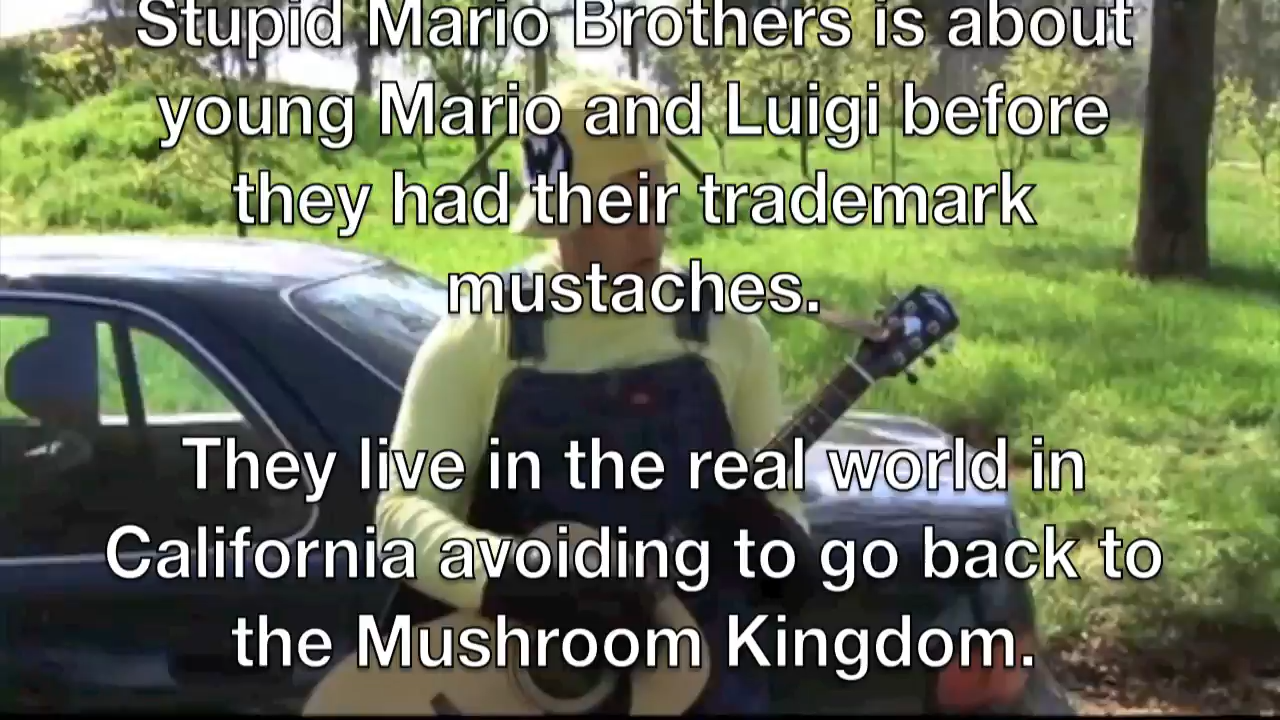 Stupid Mario Brothers is about
young Mario and Luigi before
they had their trademark
mustaches.
They live in the real world in
California avoiding to go back to
the Mushroom Kingdom.
W